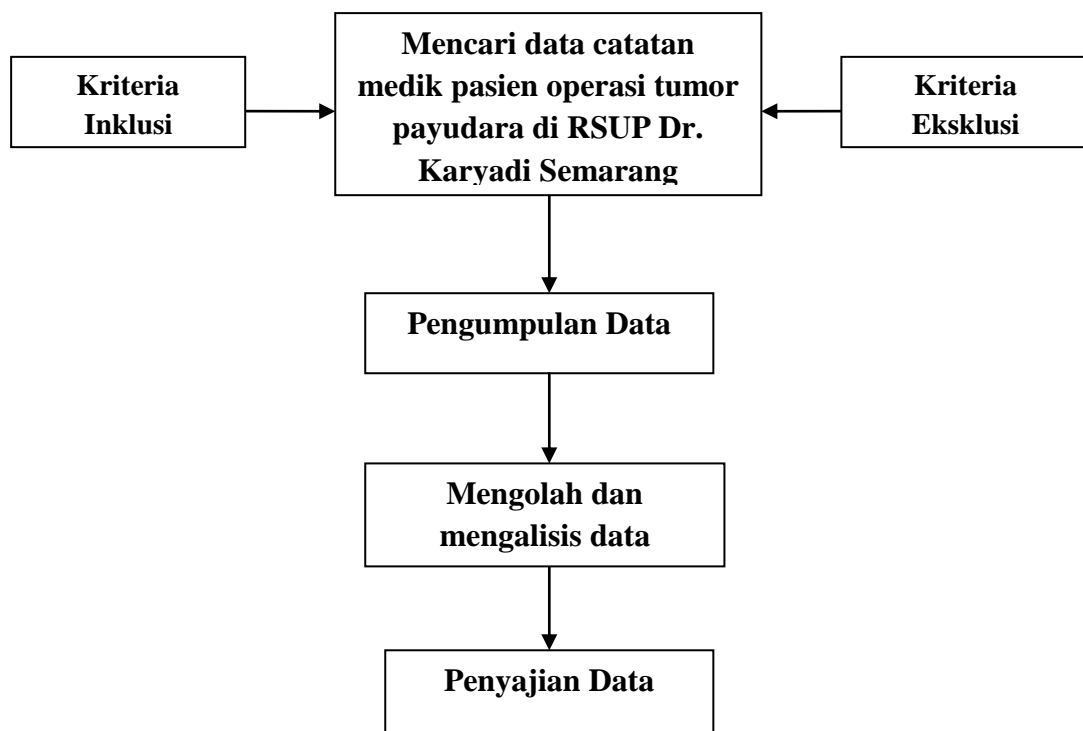 Mencari data catatan
medik pasien operasi tumor
payudara di RSUP Dr.
Karyadi Semarang
Kriteria
Inklusi
Kriteria
Eksklusi
Pengumpulan Data
Mengolah dan
mengalisis data
Penyajian Data